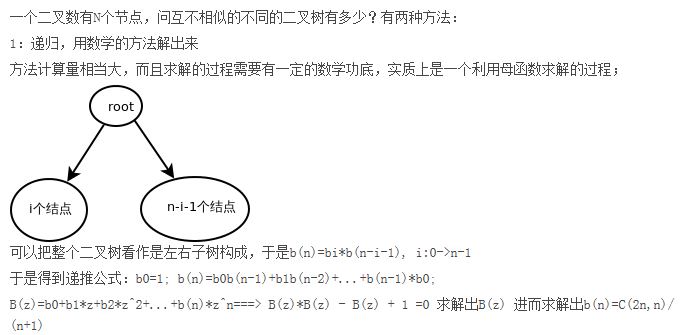 一个二叉数有N个节点，问互不相似的不同的二叉树有多少？有两种方法：
1：递归，用数学的方法解出来
方法计算量相当大，而且求解的过程需要有一定的数学功底，实质上是一个利用母函数求解的过程；
root
i个结点
n-i-1个结点
可以把整个二叉树看作是左右子树构成，于是b(n)=bi*b(n-i-1), i:0->n-1
于是得到递推公式：b0=1; b(n)=b0b(n-1)+b1b(n-2)+...+b(n-1)*b0;
B(z)=b0+b1*z+b2*z^2+...+b(n)*z^n===> B(z)*B(z) - B(z) + 1 =0 求解出B(z) 进而求解出b(n)=C(2n,n)/
(n+1)